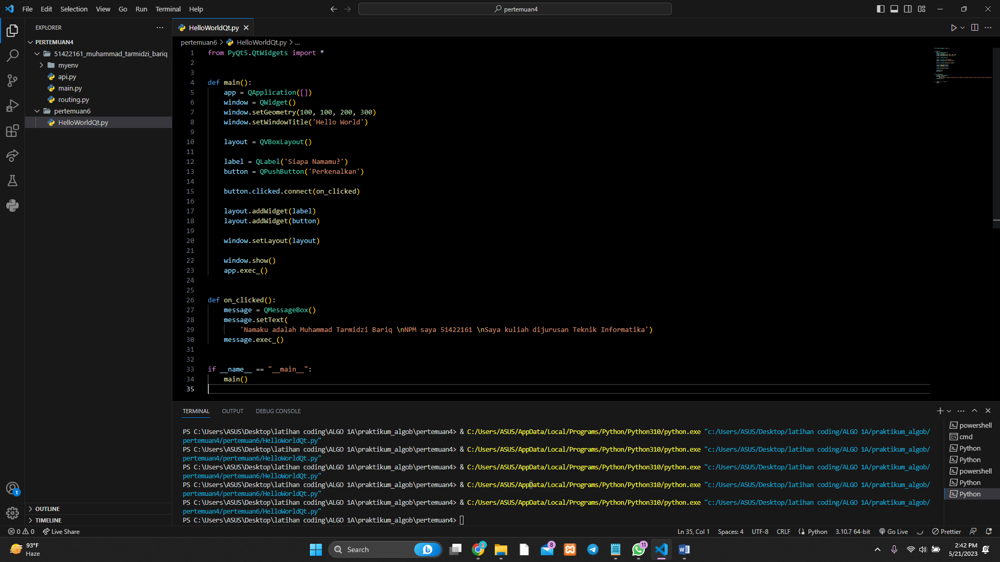 File Edit Selection View Go Run Terminal Help
pertemuan4
EXPLORER
PERTEMUAN4
51422161_muhammad_tarmidzi_bariq
myenv
api.py
main.py
routing.py
pertemuan6
HelloWorldQt.py
OUTLINE
TIMELINE
HelloWorldQt.py
pertemuan6 > HelloWorldQt.py > ...
1 from PyQt5.QtWidgets import *
2
3
4 def main():
5     app = QApplication([])
6     window = QWidget()
7     window.setGeometry(100, 100, 200, 300)
8     window.setWindowTitle('Hello World')
9
10     layout = QVBoxLayout()
11
12     label = QLabel('Siapa Namamu?')
13     button = QPushButton('Perkenalkan')
14
15     button.clicked.connect(on_clicked)
16
17     layout.addWidget(label)
18     layout.addWidget(button)
19
20     window.setLayout(layout)
21
22     window.show()
23     app.exec_()
24
25
26 def on_clicked():
27     message = QMessageBox()
28     message.setText(
29         'Namaku adalah Muhammad Tarmidzi Bariq \nNPM saya 51422161 \nSaya kuliah dijurusan Teknik Informatika')
30     message.exec_()
31
32
33 if __name__ == "__main__":
34     main()
35
TERMINAL OUTPUT DEBUG CONSOLE
PS C:\Users\ASUS\Desktop\latihan coding\ALGO 1A\praktikum_algob\pertemuan4> & C:/Users/ASUS/AppData/Local/Programs/Python/Python310/python.exe "c:/Users/ASUS/Desktop/latihan coding/ALGO 1A/praktikum_algob/
pertemuan4/pertemuan6/HelloWorldQt.py"
PS C:\Users\ASUS\Desktop\latihan coding\ALGO 1A\praktikum_algob\pertemuan4> & C:/Users/ASUS/AppData/Local/Programs/Python/Python310/python.exe "c:/Users/ASUS/Desktop/latihan coding/ALGO 1A/praktikum_algob/
pertemuan4/pertemuan6/HelloWorldQt.py"
PS C:\Users\ASUS\Desktop\latihan coding\ALGO 1A\praktikum_algob\pertemuan4> & C:/Users/ASUS/AppData/Local/Programs/Python/Python310/python.exe "c:/Users/ASUS/Desktop/latihan coding/ALGO 1A/praktikum_algob/
pertemuan4/pertemuan6/HelloWorldQt.py"
PS C:\Users\ASUS\Desktop\latihan coding\ALGO 1A\praktikum_algob\pertemuan4> & C:/Users/ASUS/AppData/Local/Programs/Python/Python310/python.exe "c:/Users/ASUS/Desktop/latihan coding/ALGO 1A/praktikum_algob/
pertemuan4/pertemuan6/HelloWorldQt.py"
PS C:\Users\ASUS\Desktop\latihan coding\ALGO 1A\praktikum_algob\pertemuan4> & C:/Users/ASUS/AppData/Local/Programs/Python/Python310/python.exe "c:/Users/ASUS/Desktop/latihan coding/ALGO 1A/praktikum_algob/
pertemuan4/pertemuan6/HelloWorldQt.py"
PS C:\Users\ASUS\Desktop\latihan coding\ALGO 1A\praktikum_algob\pertemuan4>
powershell
cmd
Python
Python
powershell
Python
Python
1
0 0 Live Share
Ln 35, Col 1 Spaces: 4 UTF-8 CRLF Python 3.10.7 64-bit Go Live Prettier
93°F
Haze
Search
3
8
11
2:42 PM
5/21/2023